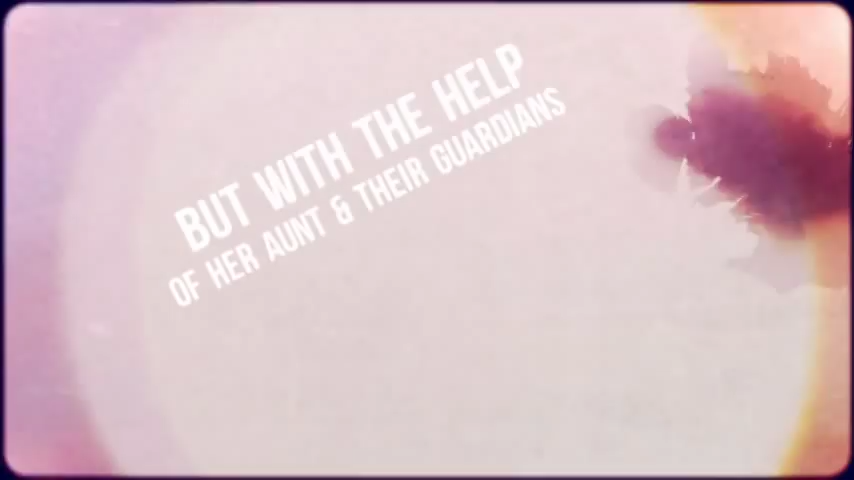 BUT WITH THE HELP
OF HER AUNT & THEIR GUARDIANS